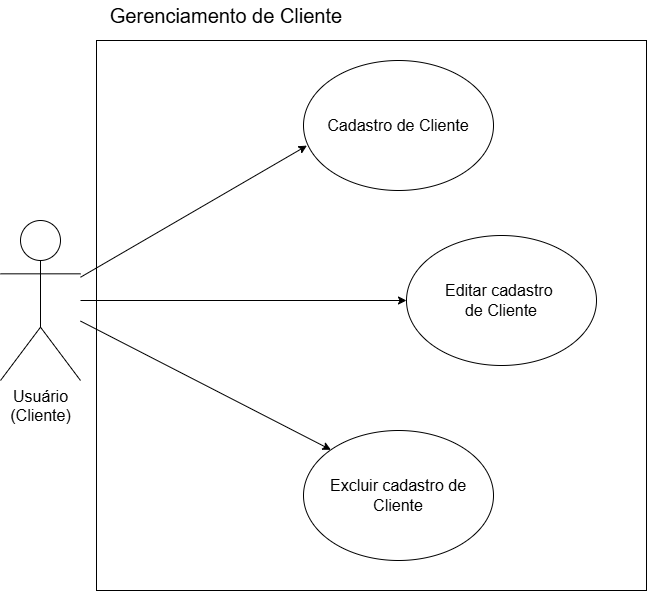 Gerenciamento de Cliente
Cadastro de Cliente
Editar cadastro
de Cliente
Usuário
(Cliente)
Excluir cadastro de
Cliente